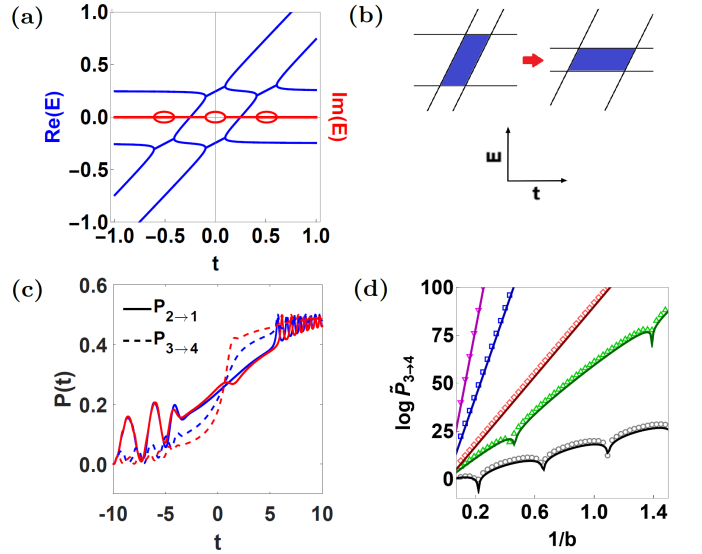 (a)
1.0
0.5
0.0
−0.5
−1.0
Re(E)
Im(E)
−1.0 −0.5 0.0 0.5 1.0
t
(b)
E
t
(c)
0.6
0.4
0.2
0.0
P(t)
P2→1
P3→4
-10 -5 0 5 10
t
(d)
100
75
50
25
0
log P̃3→4
0.2 0.6 1.0 1.4
1/b